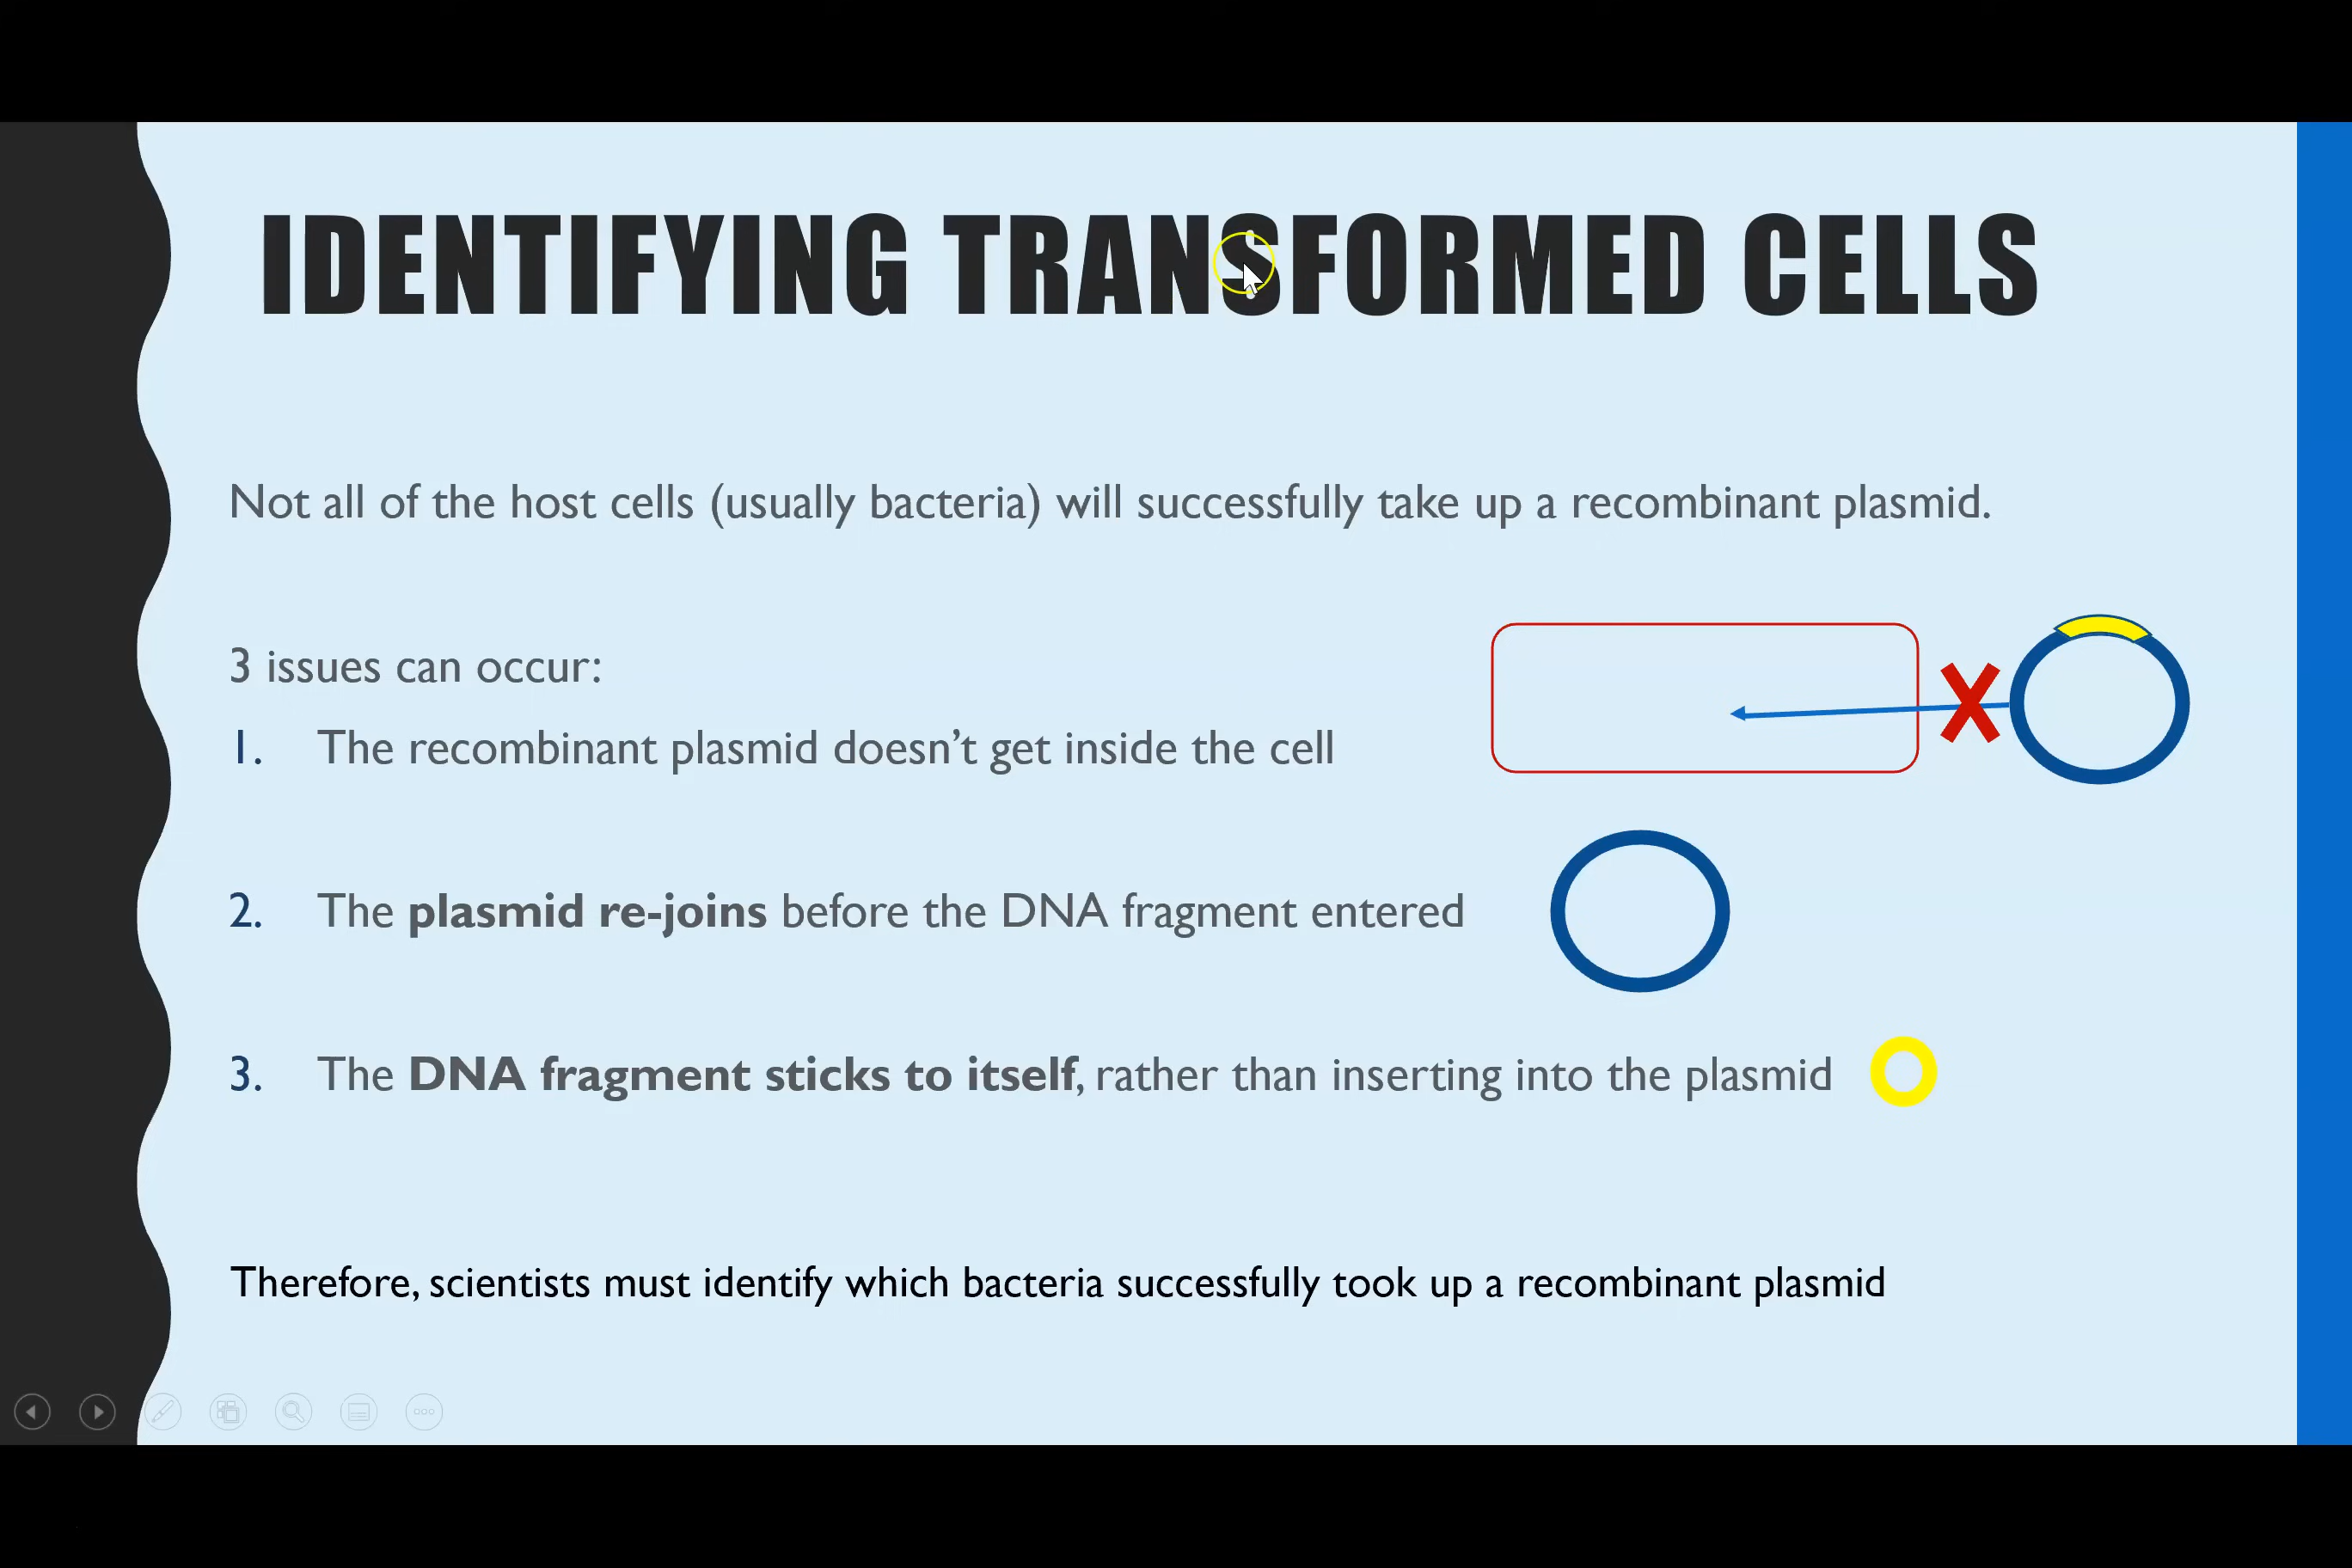 IDENTIFYING TRANSFORMED CELLS
Not all of the host cells (usually bacteria) will successfully take up a recombinant plasmid.
3 issues can occur:
1. The recombinant plasmid doesn’t get inside the cell
2. The plasmid re-joins before the DNA fragment entered
3. The DNA fragment sticks to itself, rather than inserting into the plasmid
Therefore, scientists must identify which bacteria successfully took up a recombinant plasmid